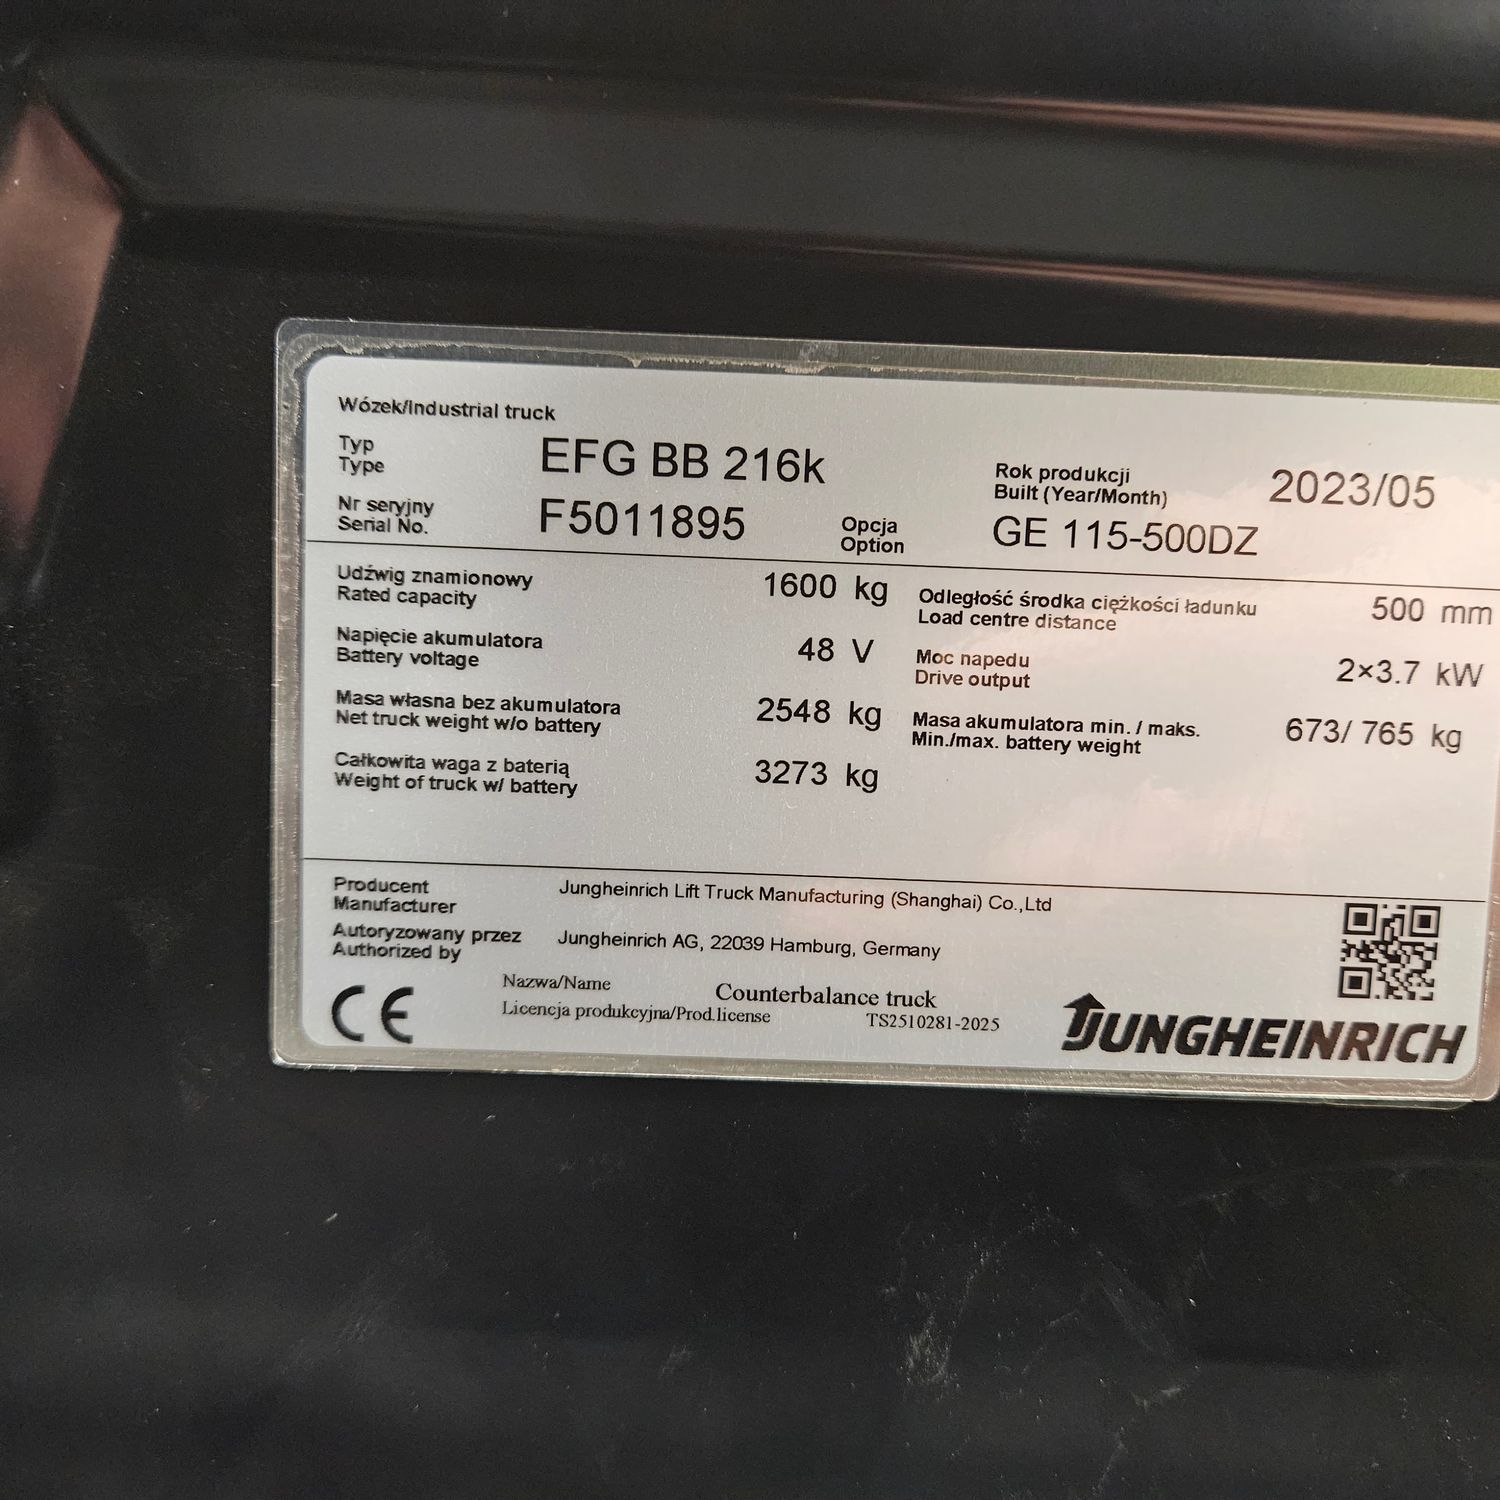 Wózek/Industrial truck
Typ
Type
EFG BB 216k
Rok produkcji
Built (Year/Month)
2023/05
Nr seryjny
Serial No.
F5011895
Opcja
Option
GE 115-500DZ
Udźwig znamionowy
Rated capacity
1600 kg
Odległość środka ciężkości ładunku
Load centre distance
500 mm
Napięcie akumulatora
Battery voltage
48 V
Moc napędu
Drive output
2×3.7 kW
Masa własna bez akumulatora
Net truck weight w/o battery
2548 kg
Masa akumulatora min. / maks.
Min./max. battery weight
673/ 765 kg
Całkowita waga z baterią
Weight of truck w/ battery
3273 kg
Producent
Manufacturer
Jungheinrich Lift Truck Manufacturing (Shanghai) Co.,Ltd
Autoryzowany przez
Authorized by
Jungheinrich AG, 22039 Hamburg, Germany
CE
Nazwa/Name
Counterbalance truck
Licencja produkcyjna/Prod.license
TS2510281-2025
JUNGHEINRICH